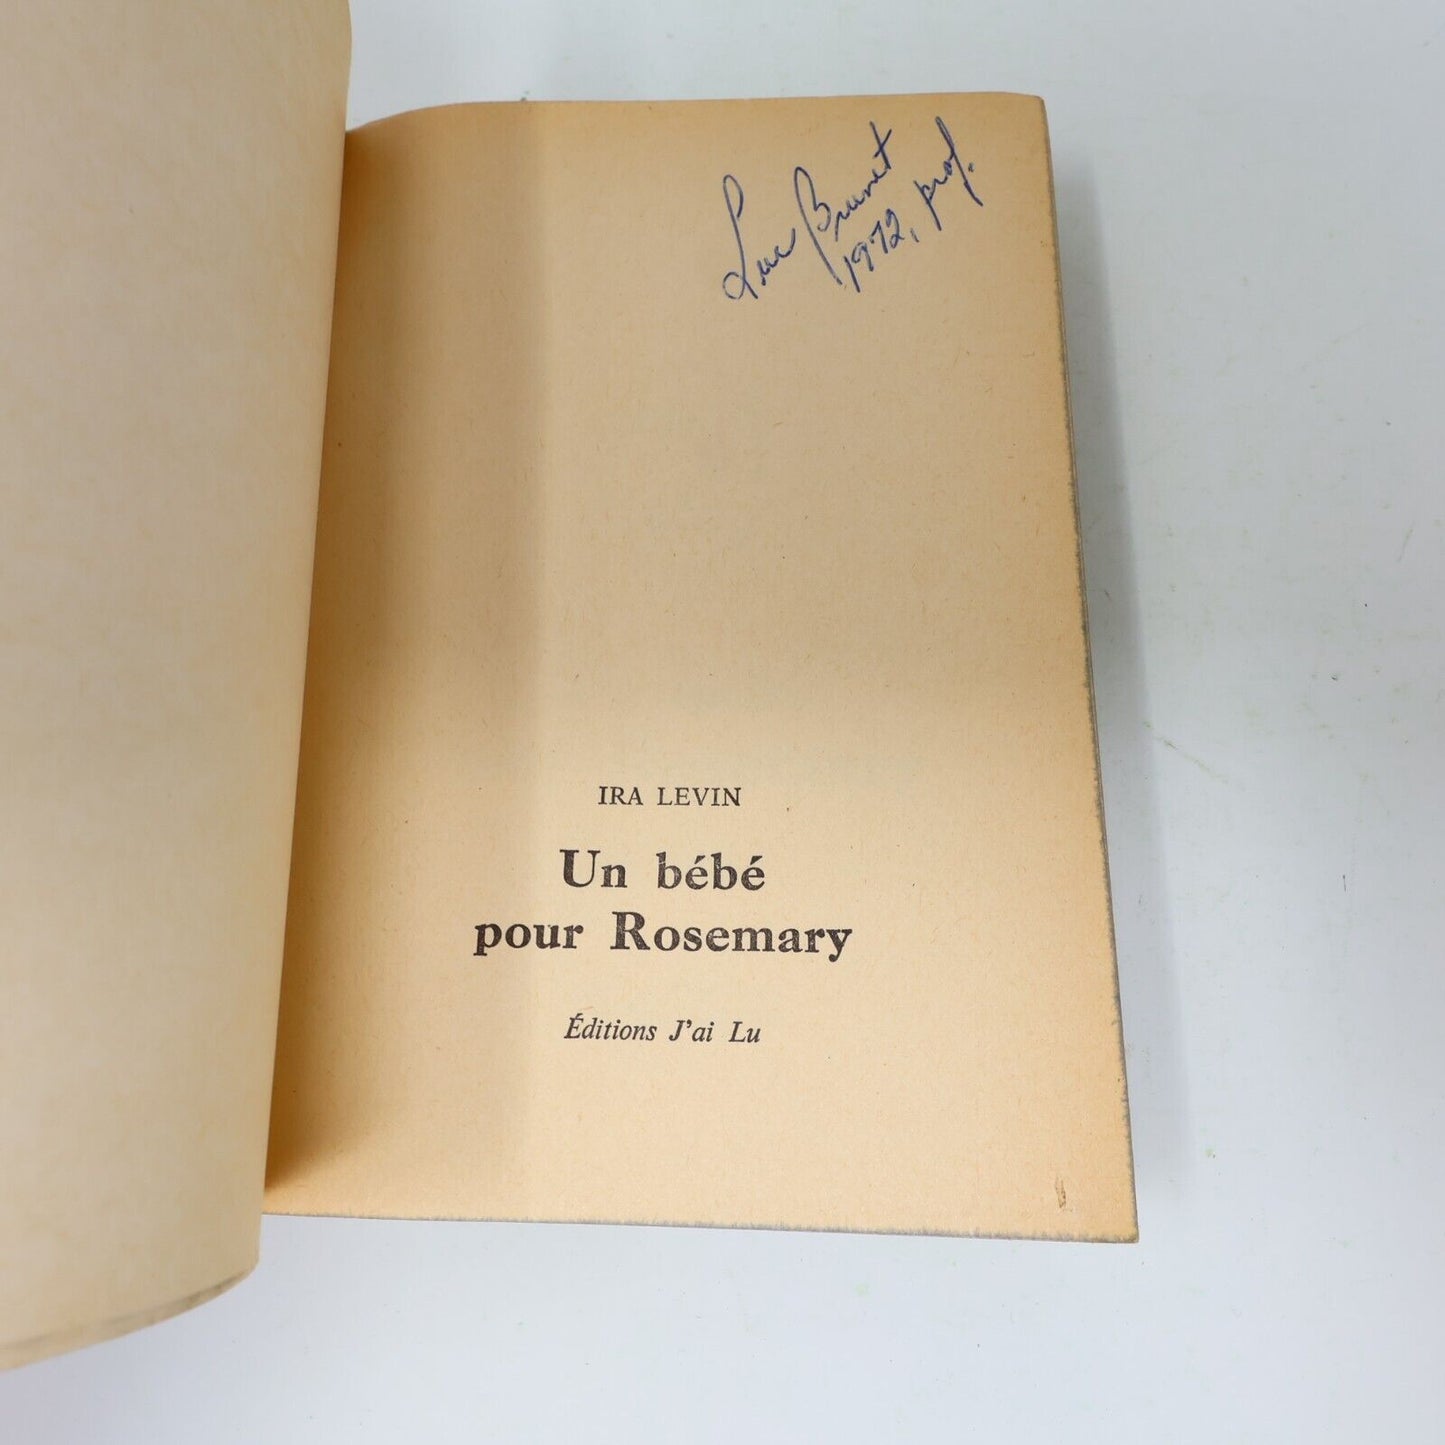 Luc Brunet
1972, prof.
IRA LEVIN
Un bébé
pour Rosemary
Éditions J'ai Lu